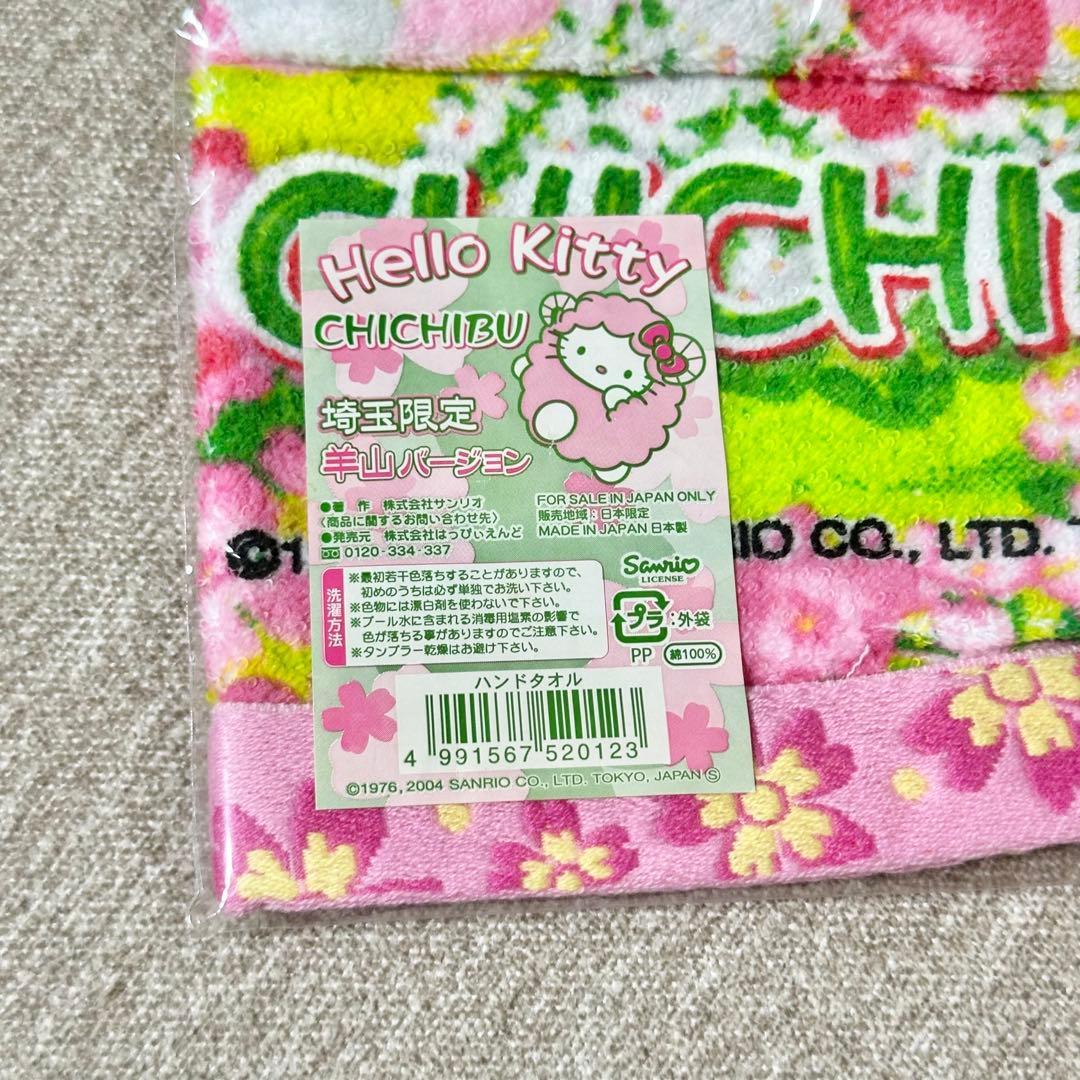 CHICHI
Hello Kitty
CHICHIBU
埼玉限定
羊山バージョン
●著 作 株式会社サンリオ
〈商品に関するお問い合わせ先〉
●発売元 株式会社はっぴぃえんど
0120-334-337
FOR SALE IN JAPAN ONLY
販売地域:日本限定
MADE IN JAPAN 日本製
©1
IO CO., LTD.
洗濯方法
※最初若干色落ちすることがありますので、
初めのうちは必ず単独でお洗い下さい。
※色物には漂白剤を使わないで下さい。
※プール水に含まれる消毒用塩素の影響で
色が落ちる事がありますのでご注意下さい。
※タンブラー乾燥はお避け下さい。
Sanrio
LICENSE
プラ:外袋
PP 綿100%
ハンドタオル
4 991567 520123
©1976, 2004 SANRIO CO., LTD. TOKYO, JAPAN Ⓢ